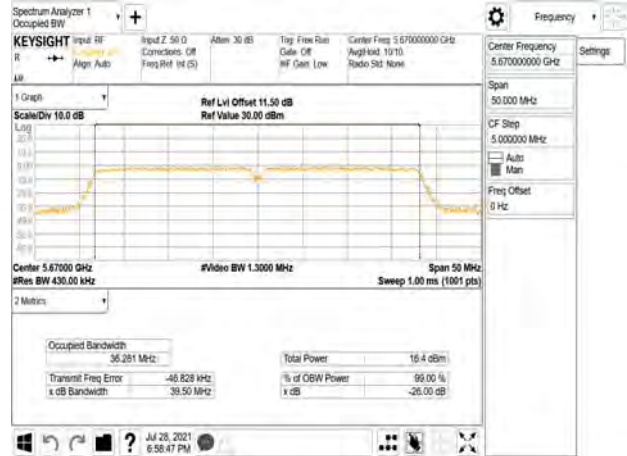 Spectrum Analyzer 1
Occupied BW
+
Frequency
KEYSIGHT
R
Input: RF
Align: Auto
Input Z: 50 Ω
Corrections: Off
Freq Ref: Int (S)
Atten: 30 dB
Trig: Free Run
Gate: Off
#IF Gain: Low
Center Freq: 5.670000000 GHz
Avg|Hold: 10/10
Radio Std: None
Center Frequency
5.670000000 GHz
Settings
Span
50.000 MHz
CF Step
5.000000 MHz
Auto
Man
Freq Offset
0 Hz
1 Graph
Scale/Div 10.0 dB
Log
Ref Lvl Offset 11.50 dB
Ref Value 30.00 dBm
Center 5.67000 GHz
#Res BW 430.00 kHz
#Video BW 1.3000 MHz
Span 50 MHz
Sweep 1.00 ms (1001 pts)
2 Metrics
Occupied Bandwidth
36.281 MHz
Total Power 16.4 dBm
Transmit Freq Error -46.828 kHz
% of OBW Power 99.00 %
x dB Bandwidth 39.50 MHz
x dB -26.00 dB
?
Jul 28, 2021
6:58:47 PM